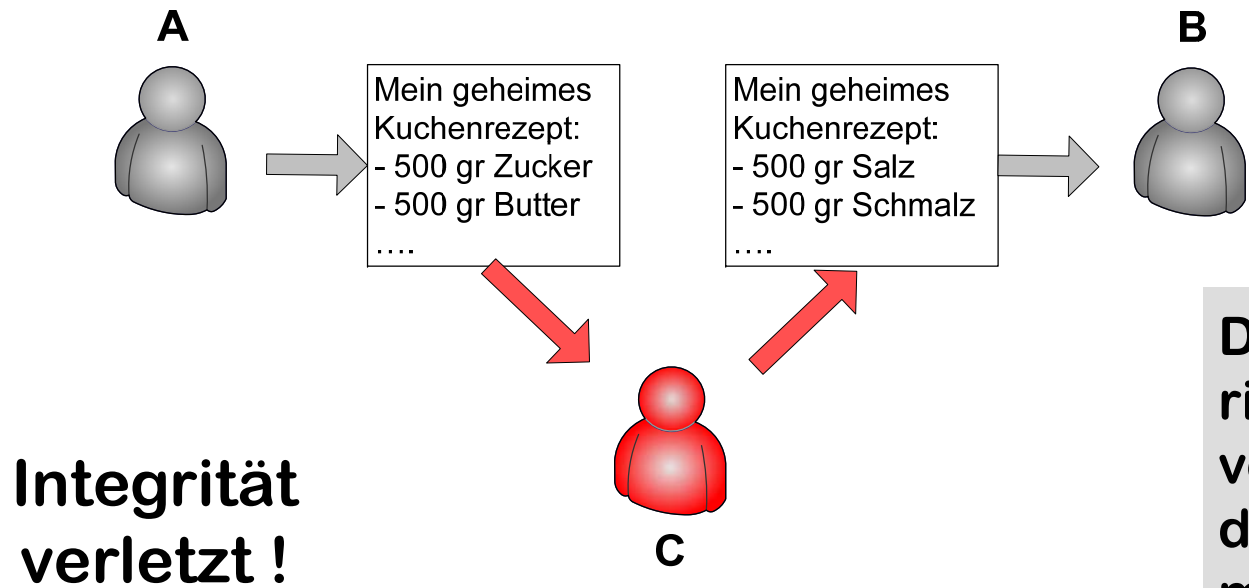 A
B
Mein geheimes
Kuchenrezept:
- 500 gr Zucker
- 500 gr Butter
....
Mein geheimes
Kuchenrezept:
- 500 gr Salz
- 500 gr Schmalz
....
C
Integrität
verletzt !